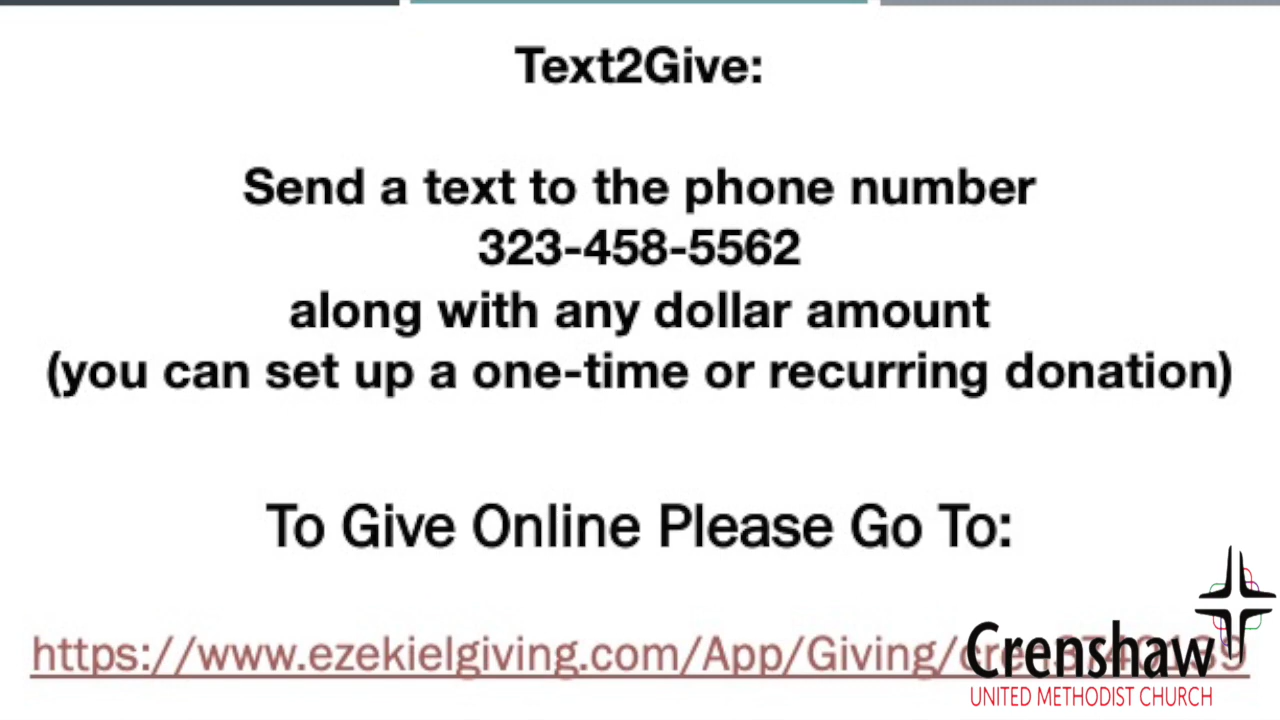 Text2Give:
Send a text to the phone number
323-458-5562
along with any dollar amount
(you can set up a one-time or recurring donation)
To Give Online Please Go To:
https://www.ezekielgiving.com/App/Giving/
Crenshaw
UNITED METHODIST CHURCH